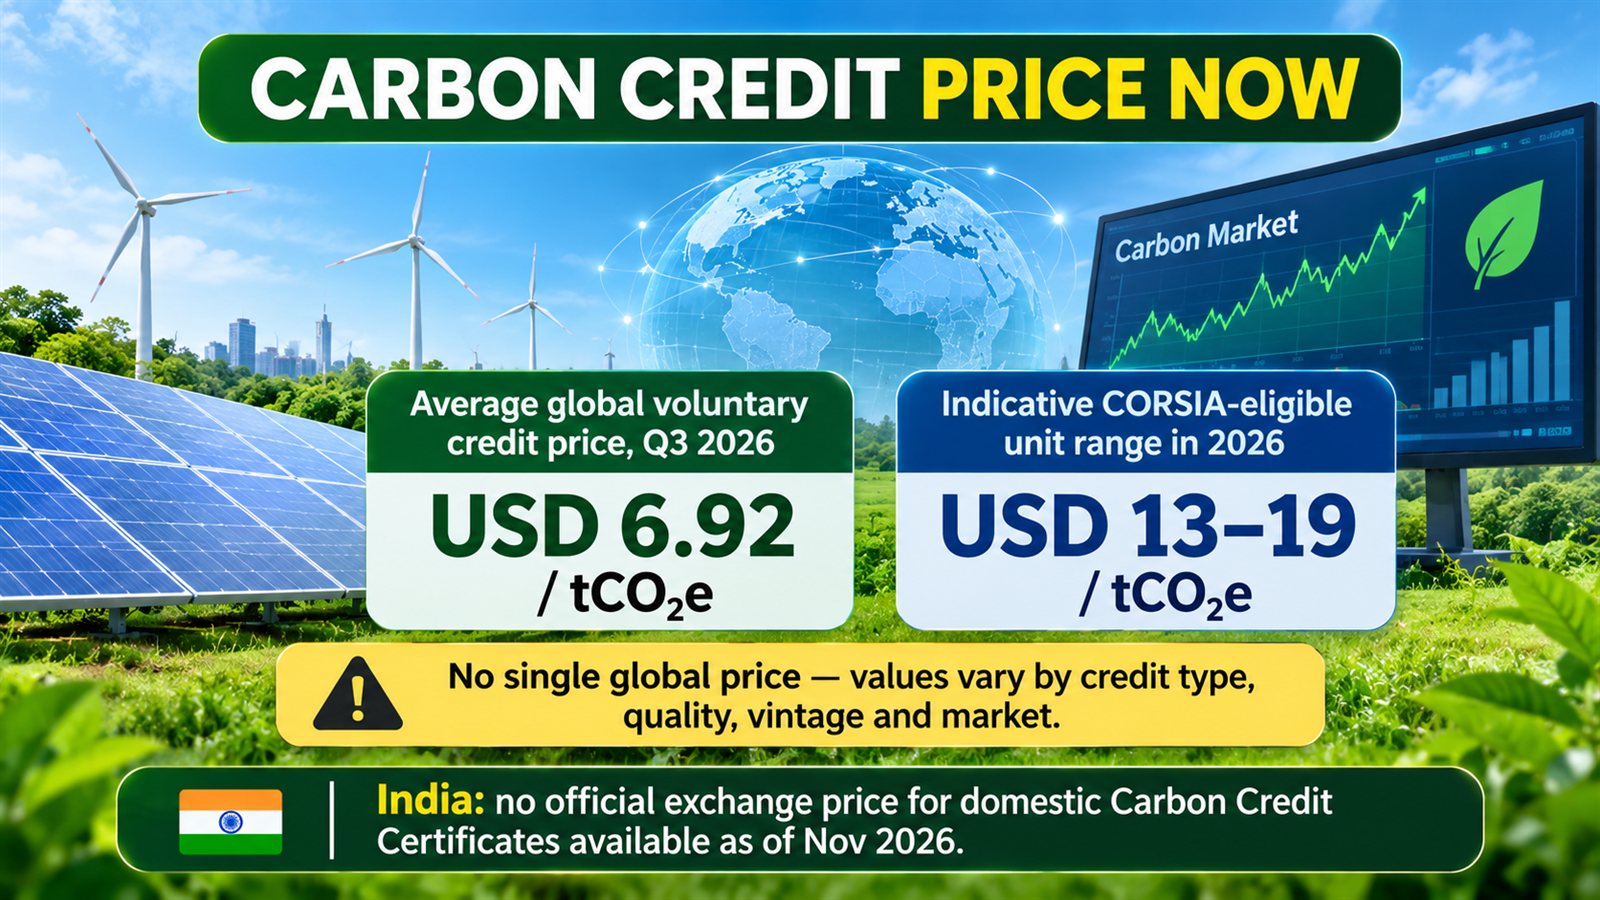 CARBON CREDIT PRICE NOW
Carbon Market
Average global voluntary
credit price, Q3 2026
USD 6.92
/ tCO₂e
Indicative CORSIA-eligible
unit range in 2026
USD 13–19
/ tCO₂e
No single global price — values vary by credit type,
quality, vintage and market.
India: no official exchange price for domestic Carbon Credit
Certificates available as of Nov 2026.